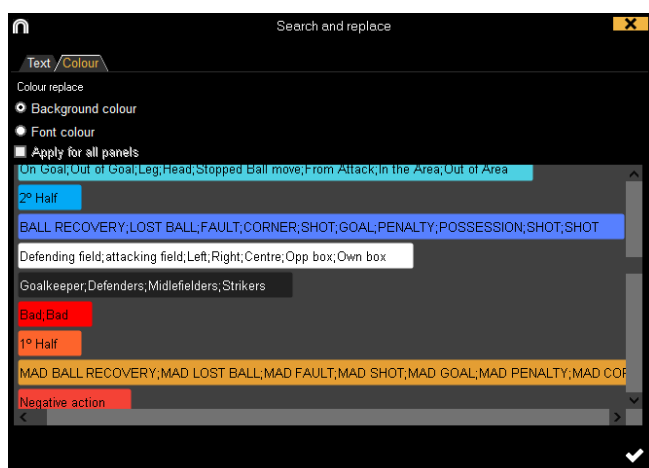 Search and replace
Text
Colour
Colour replace
Background colour
Font colour
Apply for all panels
On Goal;Out of Goal;Leg;Head;Stopped Ball move;From Attack;In the Area;Out of Area
2º Half
BALL RECOVERY;LOST BALL;FAULT;CORNER;SHOT;GOAL;PENALTY;POSSESSION;SHOT;SHOT
Defending field;attacking field;Left;Right;Centre;Opp box;Own box
Goalkeeper;Defenders;Midlefielders;Strikers
Bad;Bad
1º Half
MAD BALL RECOVERY;MAD LOST BALL;MAD FAULT;MAD SHOT;MAD GOAL;MAD PENALTY;MAD COR
Negative action